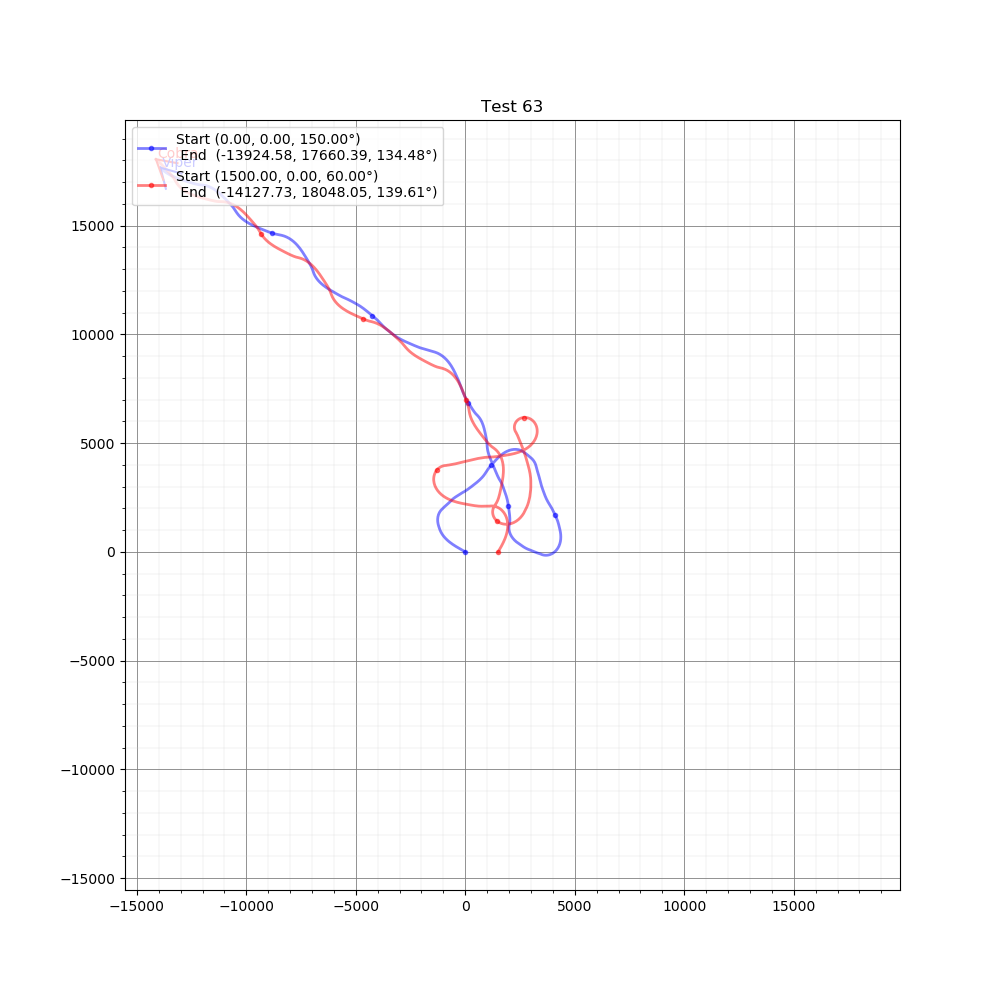 Test 63
Start (0.00, 0.00, 150.00°)
End (-13924.58, 17660.39, 134.48°)
Start (1500.00, 0.00, 60.00°)
End (-14127.73, 18048.05, 139.61°)
Viper
15000
10000
5000
0
−5000
−10000
−15000
−15000 −10000 −5000 0 5000 10000 15000